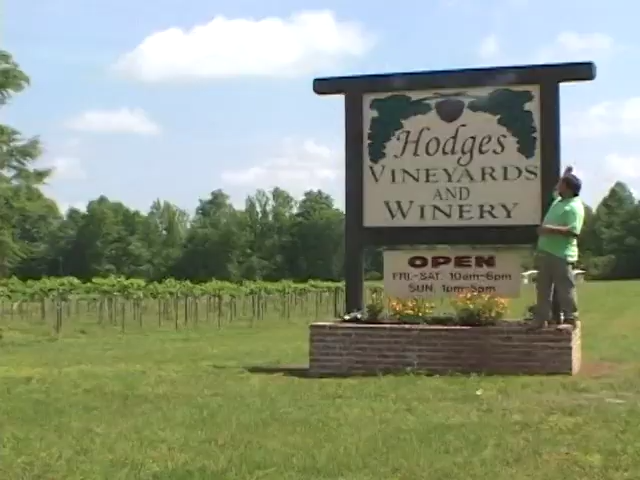 Hodges
VINEYARDS
AND
WINERY
OPEN
FRI.-SAT. 10am-6pm
SUN. 1pm-5pm